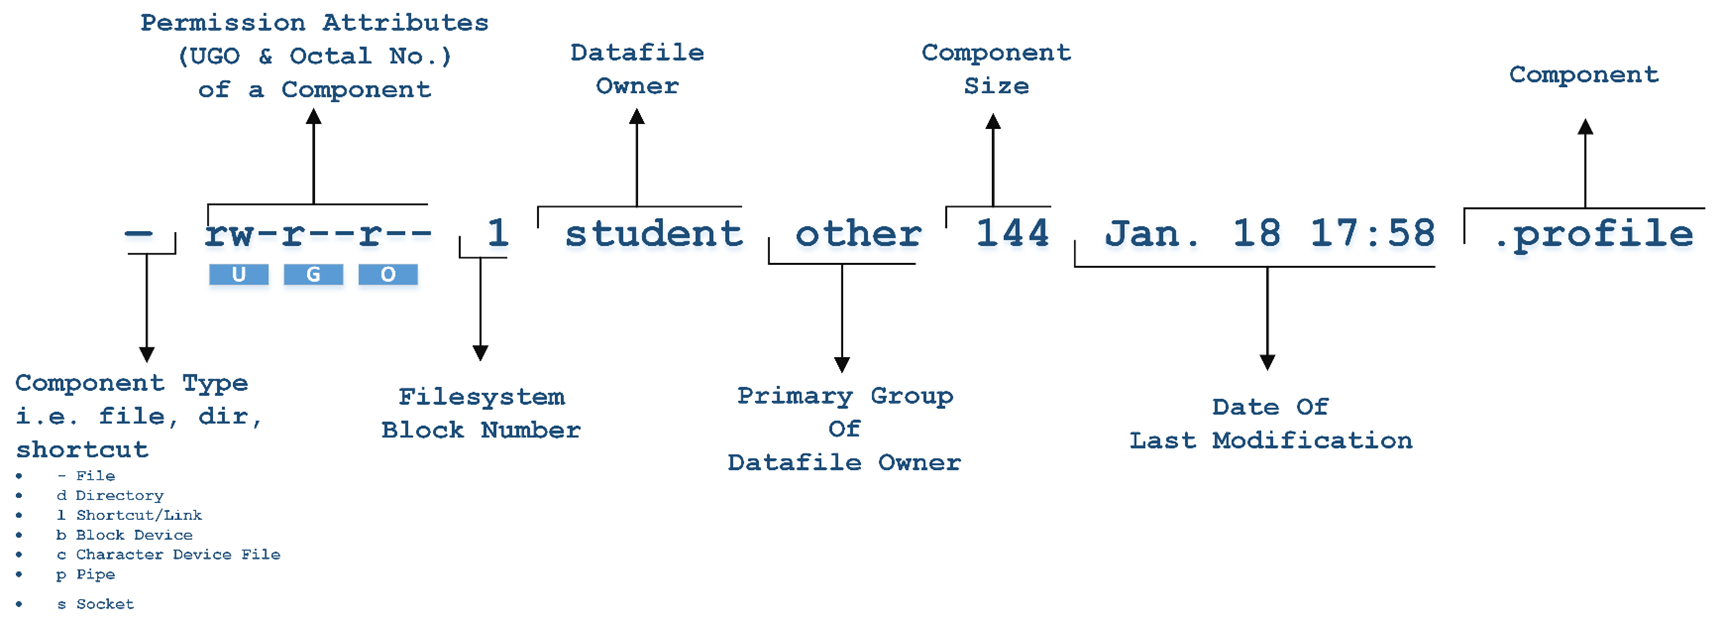 Permission Attributes
(UGO & Octal No.)
of a Component
Datafile
Owner
Component
Size
Component
- rw-r--r-- 1 student other 144 Jan. 18 17:58 .profile
U G O
Component Type
i.e. file, dir,
shortcut
• - File
• d Directory
• l Shortcut/Link
• b Block Device
• c Character Device File
• p Pipe
• s Socket
Filesystem
Block Number
Primary Group
Of
Datafile Owner
Date Of
Last Modification